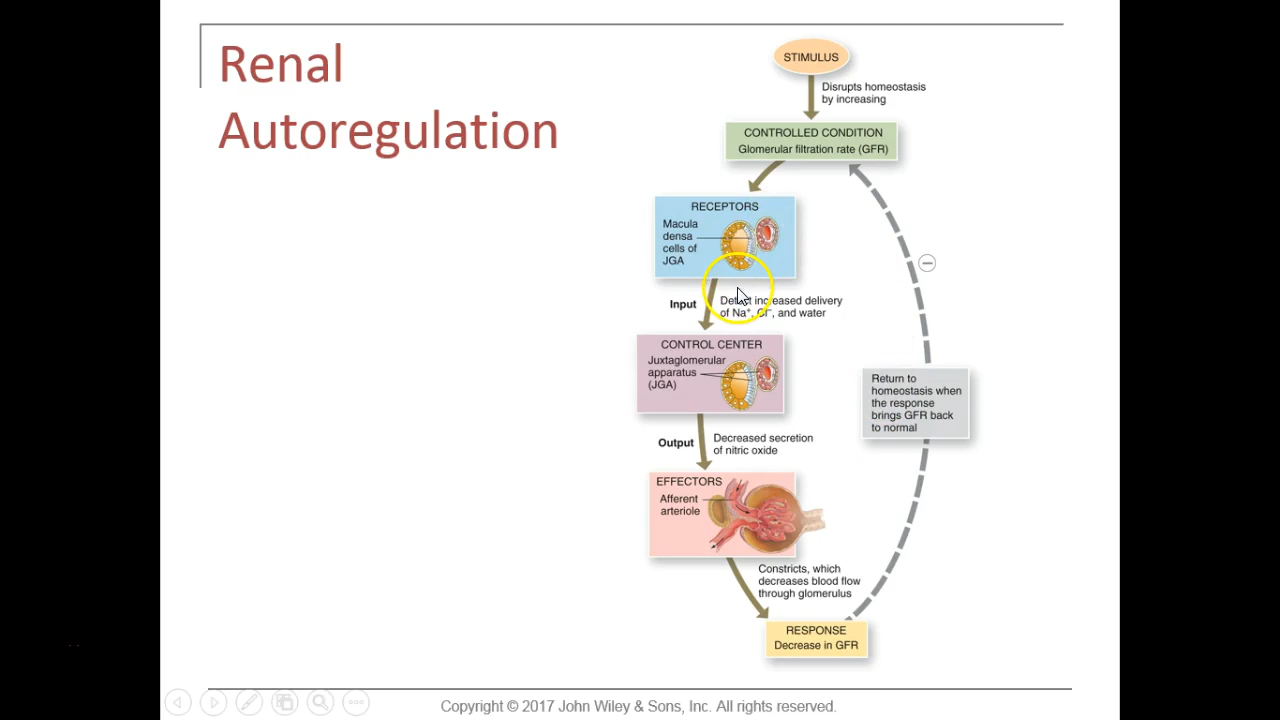 Renal
Autoregulation
STIMULUS
Disrupts homeostasis
by increasing
CONTROLLED CONDITION
Glomerular filtration rate (GFR)
RECEPTORS
Macula
densa
cells of
JGA
Input
Detect increased delivery
of Na⁺, Cl⁻, and water
CONTROL CENTER
Juxtaglomerular
apparatus
(JGA)
Output
Decreased secretion
of nitric oxide
EFFECTORS
Afferent
arteriole
Constricts, which
decreases blood flow
through glomerulus
RESPONSE
Decrease in GFR
Return to
homeostasis when
the response
brings GFR back
to normal
Copyright © 2017 John Wiley & Sons, Inc. All rights reserved.